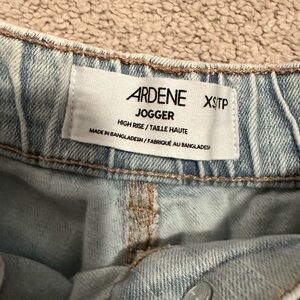 ARDENE XS/TP
JOGGER
HIGH RISE / TAILLE HAUTE
MADE IN BANGLADESH / FABRIQUÉ AU BANGLADESH